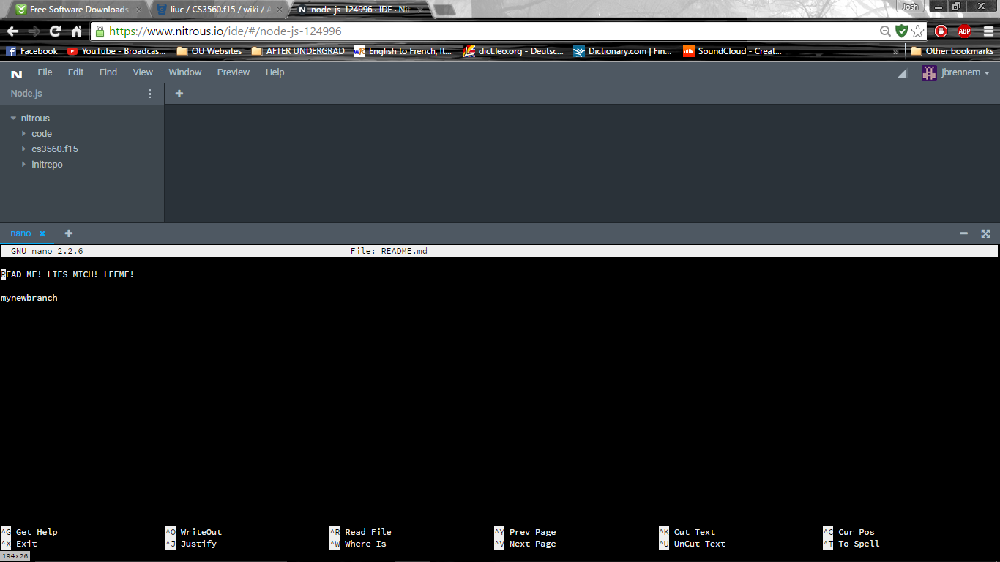 Free Software Downloads
liuc / CS3560.f15 / wiki / A
node-js-124996 · IDE · Nit
Josh
https://www.nitrous.io/ide/#/node-js-124996
ABP
Facebook YouTube - Broadcas... OU Websites AFTER UNDERGRAD English to French, It... dict.leo.org - Deutsc... Dictionary.com | Fin... SoundCloud - Creat... » Other bookmarks
File Edit Find View Window Preview Help jbrennem
Node.js
nitrous
code
cs3560.f15
initrepo
nano
GNU nano 2.2.6 File: README.md
READ ME! LIES MICH! LEEME!
mynewbranch
^G Get Help ^O WriteOut ^R Read File ^Y Prev Page ^K Cut Text ^C Cur Pos
^X Exit ^J Justify ^W Where Is ^V Next Page ^U UnCut Text ^T To Spell
194x26